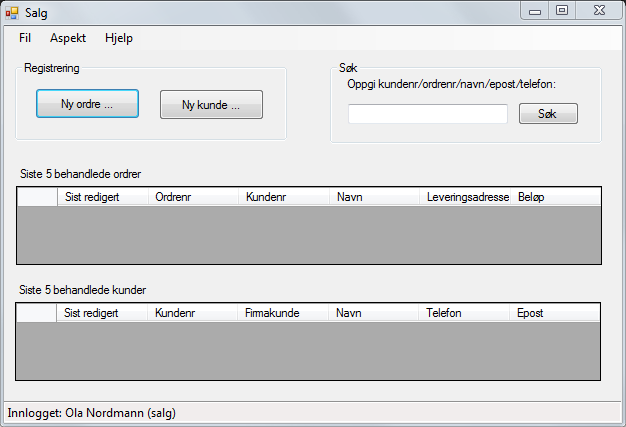 Salg
Fil Aspekt Hjelp
Registrering
Ny ordre ... Ny kunde ...
Søk
Oppgi kundenr/ordrenr/navn/epost/telefon:
Søk
Siste 5 behandlede ordrer
Sist redigert Ordrenr Kundenr Navn Leveringsadresse Beløp
Siste 5 behandlede kunder
Sist redigert Kundenr Firmakunde Navn Telefon Epost
Innlogget: Ola Nordmann (salg)